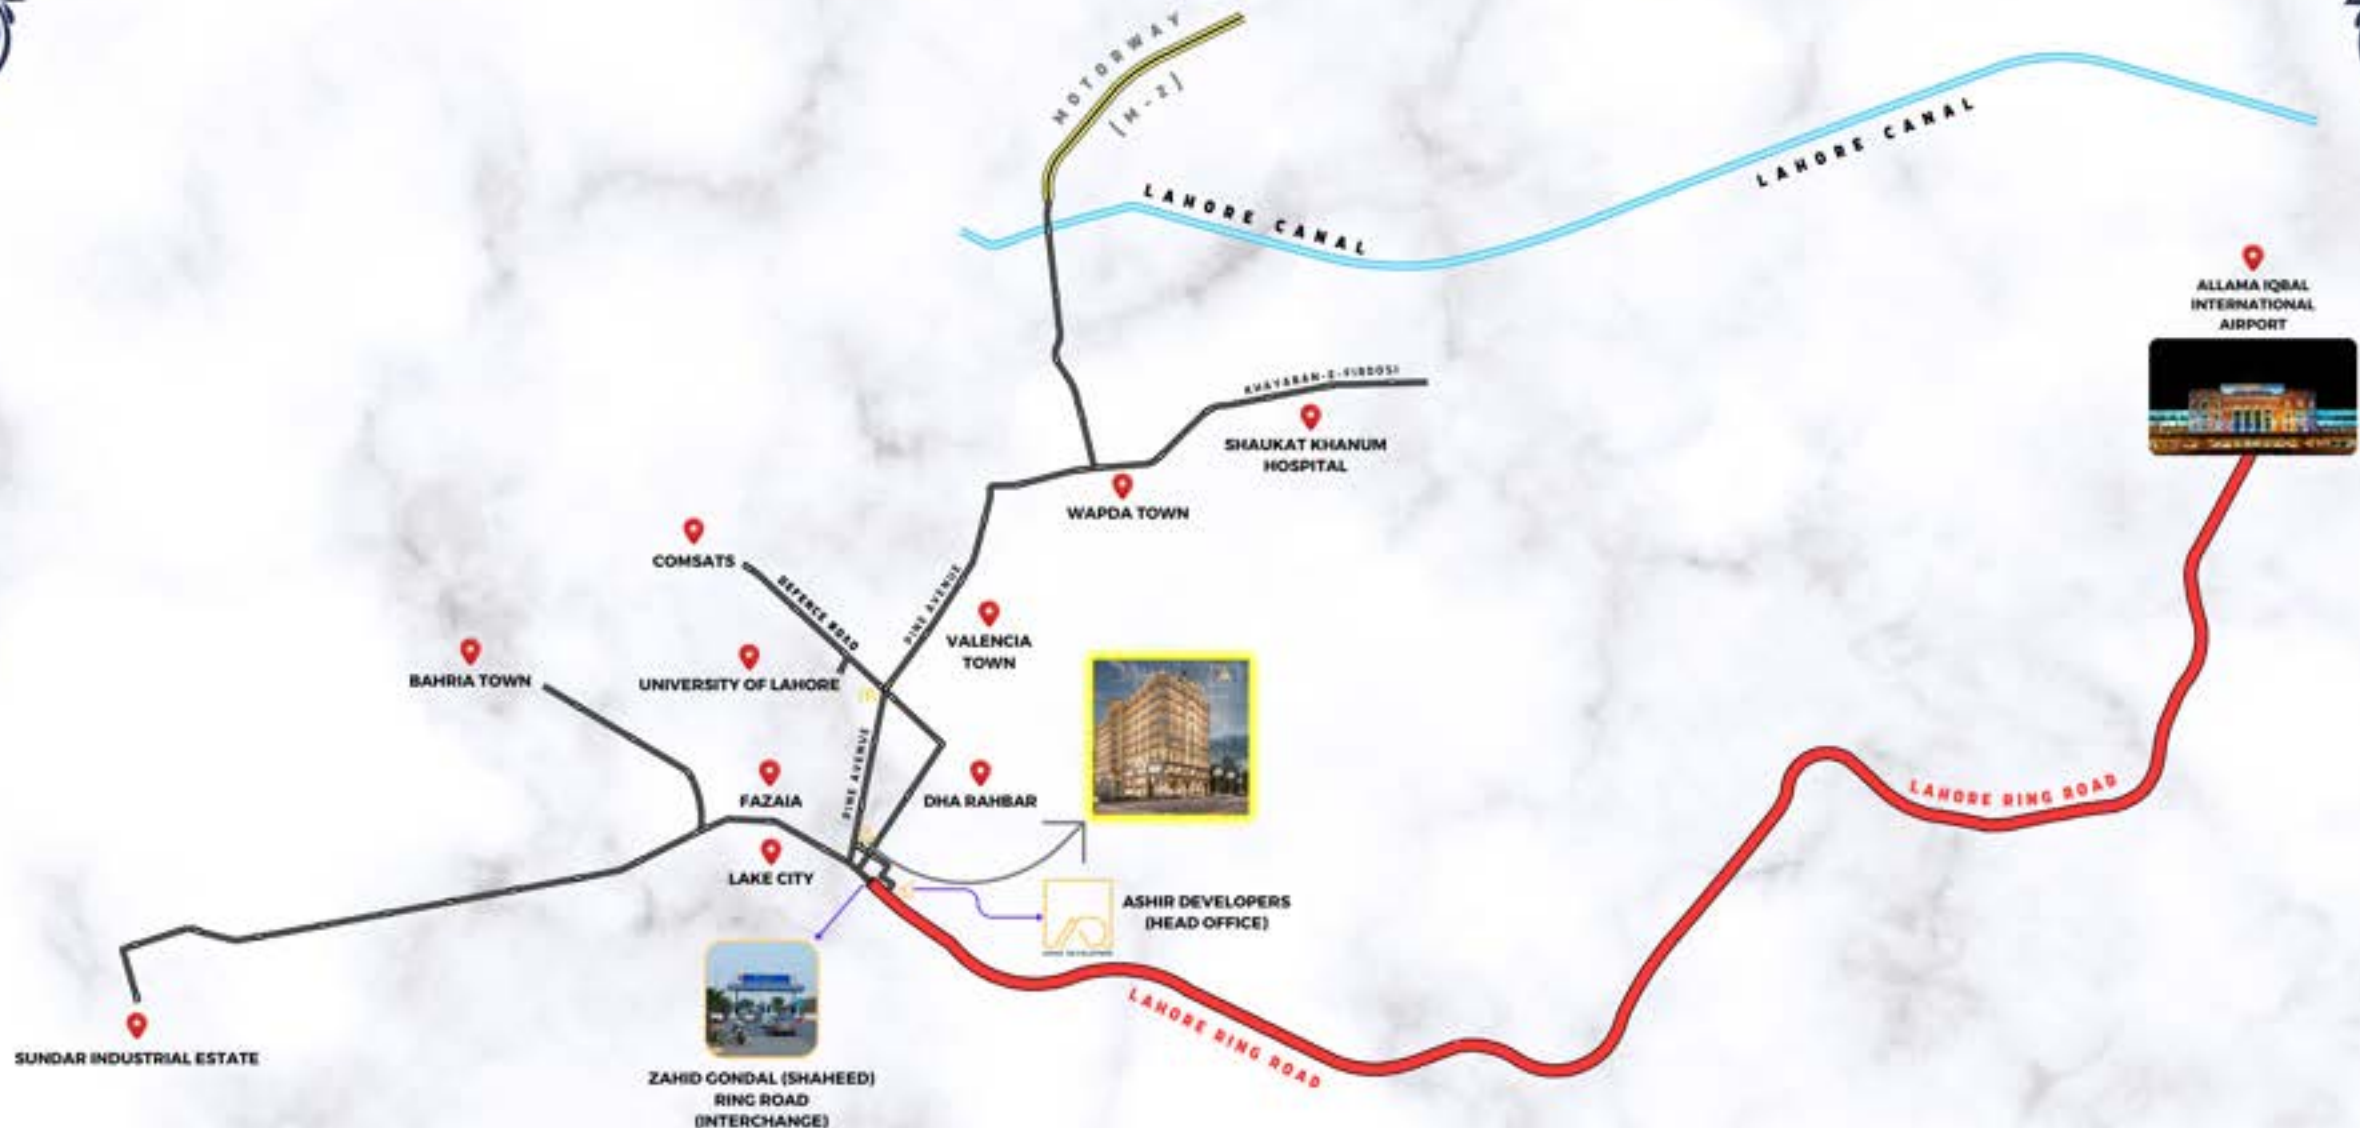 MOTORWAY
[M-2]
LAHORE CANAL
LAHORE CANAL
ALLAMA IQBAL
INTERNATIONAL
AIRPORT
KHAYABAN-E-FIRDOSI
SHAUKAT KHANUM
HOSPITAL
WAPDA TOWN
COMSATS
DEFENCE ROAD
PINE AVENUE
VALENCIA
TOWN
BAHRIA TOWN
UNIVERSITY OF LAHORE
PINE AVENUE
FAZAIA
DHA RAHBAR
LAHORE RING ROAD
LAKE CITY
ASHIR DEVELOPERS
(HEAD OFFICE)
LAHORE RING ROAD
SUNDAR INDUSTRIAL ESTATE
ZAHID GONDAL (SHAHEED)
RING ROAD
(INTERCHANGE)